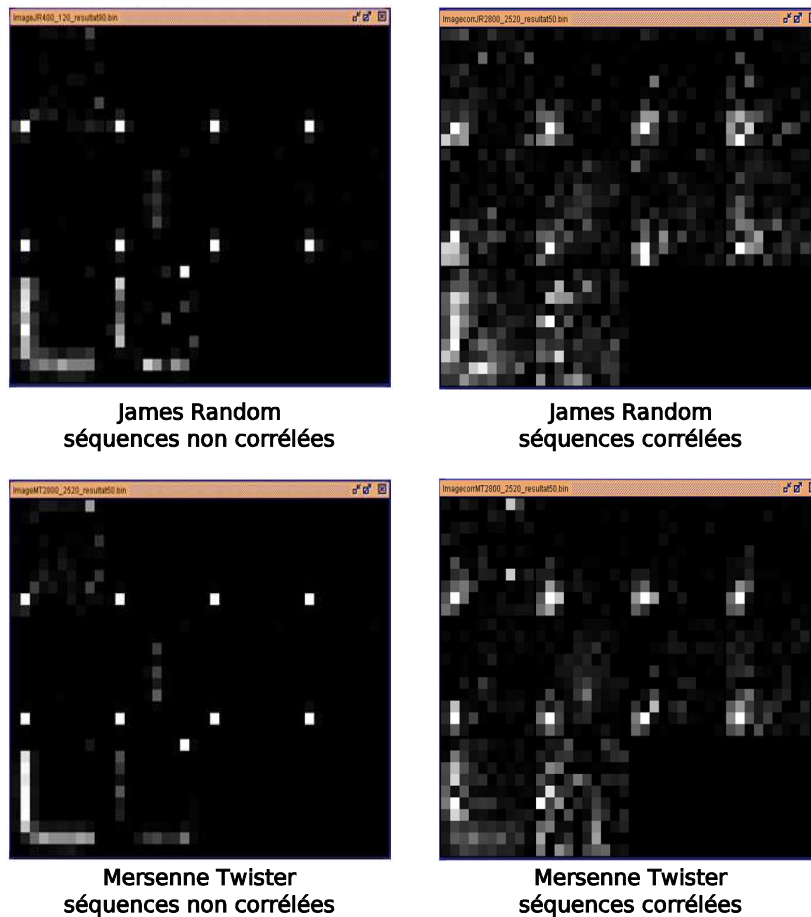 ImageJR400_120_resultat90.bin
ImagecorrJR2800_2520_resultat50.bin
James Random
séquences non corrélées
James Random
séquences corrélées
ImageMT2800_2520_resultat50.bin
ImagecorrMT2800_2520_resultat50.bin
Mersenne Twister
séquences non corrélées
Mersenne Twister
séquences corrélées